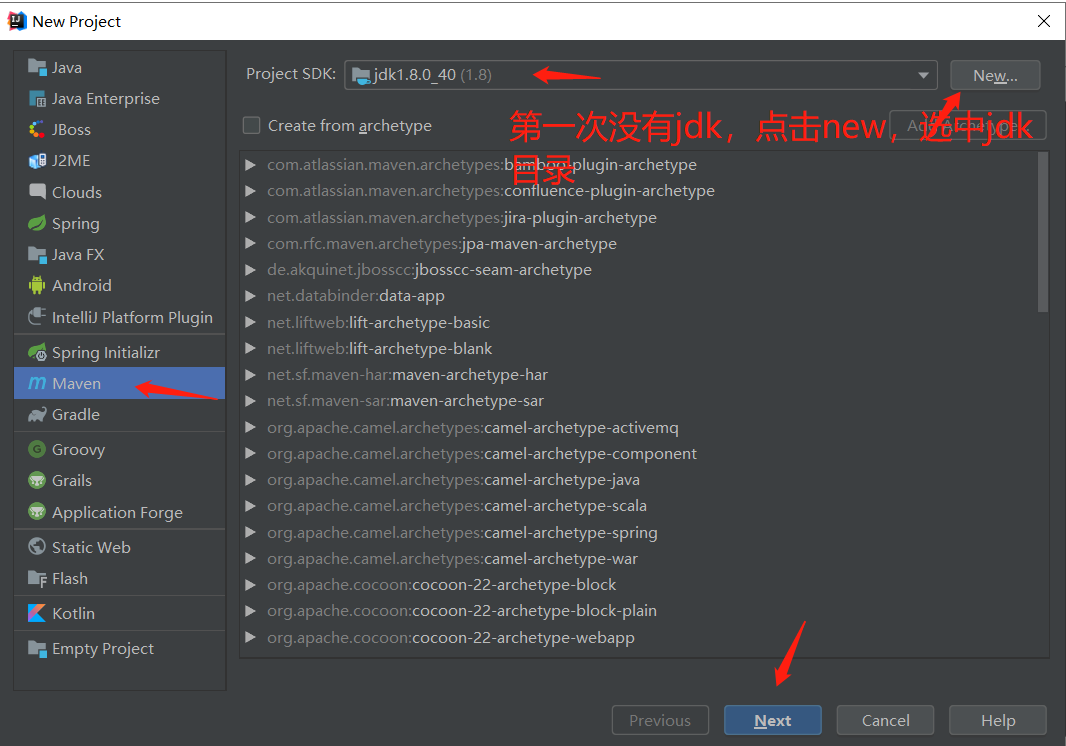 New Project
Java
Java Enterprise
JBoss
J2ME
Clouds
Spring
Java FX
Android
IntelliJ Platform Plugin
Spring Initializr
Maven
Gradle
Groovy
Grails
Application Forge
Static Web
Flash
Kotlin
Empty Project
Project SDK: jdk1.8.0_40 (1.8) New...
Create from archetype Add Archetype...
第一次没有jdk，点击new，选中jdk
目录
com.atlassian.maven.archetypes:bamboo-plugin-archetype
com.atlassian.maven.archetypes:confluence-plugin-archetype
com.atlassian.maven.archetypes:jira-plugin-archetype
com.rfc.maven.archetypes:jpa-maven-archetype
de.akquinet.jbosscc:jbosscc-seam-archetype
net.databinder:data-app
net.liftweb:lift-archetype-basic
net.liftweb:lift-archetype-blank
net.sf.maven-har:maven-archetype-har
net.sf.maven-sar:maven-archetype-sar
org.apache.camel.archetypes:camel-archetype-activemq
org.apache.camel.archetypes:camel-archetype-component
org.apache.camel.archetypes:camel-archetype-java
org.apache.camel.archetypes:camel-archetype-scala
org.apache.camel.archetypes:camel-archetype-spring
org.apache.camel.archetypes:camel-archetype-war
org.apache.cocoon:cocoon-22-archetype-block
org.apache.cocoon:cocoon-22-archetype-block-plain
org.apache.cocoon:cocoon-22-archetype-webapp
Previous Next Cancel Help